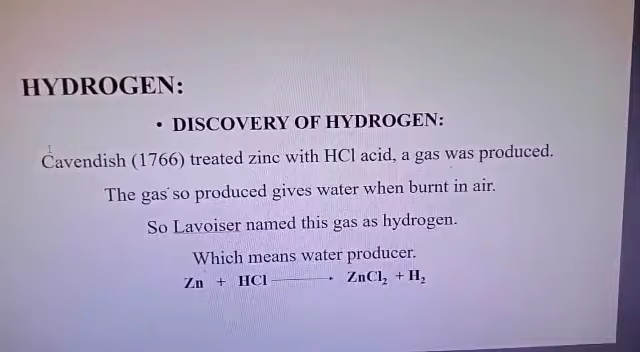 HYDROGEN:
• DISCOVERY OF HYDROGEN:
Cavendish (1766) treated zinc with HCl acid, a gas was produced.
The gas so produced gives water when burnt in air.
So Lavoiser named this gas as hydrogen.
Which means water producer.
Zn + HCl ⟶ ZnCl₂ + H₂